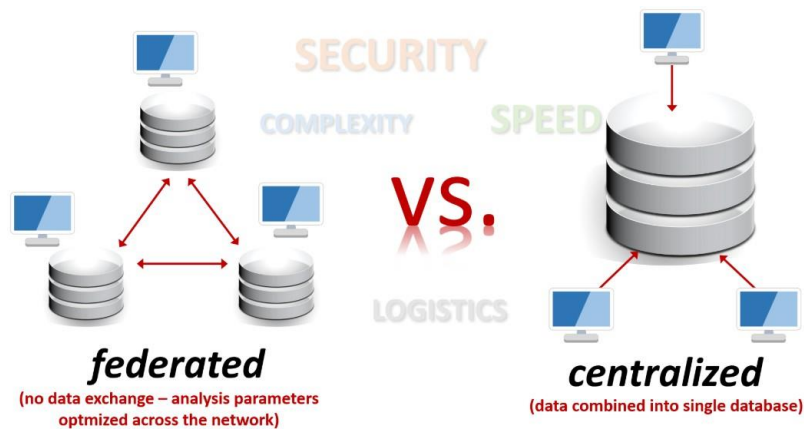 SECURITY
COMPLEXITY
SPEED
VS.
LOGISTICS
federated
(no data exchange – analysis parameters
optmized across the network)
centralized
(data combined into single database)